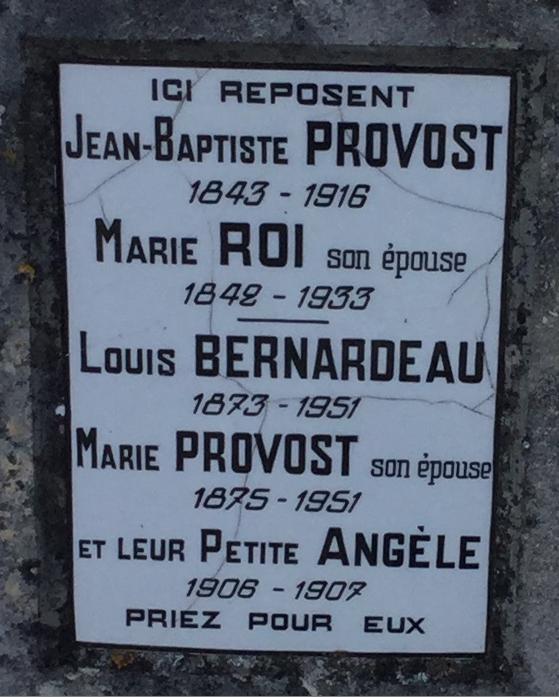 ICI REPOSENT
JEAN-BAPTISTE PROVOST
1843 - 1916
MARIE ROI son épouse
1842 - 1933
LOUIS BERNARDEAU
1873 - 1951
MARIE PROVOST son épouse
1875 - 1951
ET LEUR PETITE ANGÈLE
1906 - 1907
PRIEZ POUR EUX